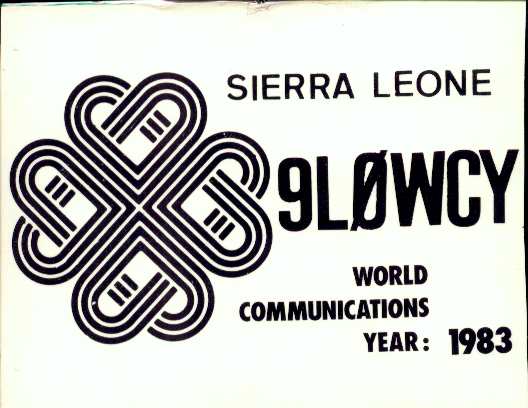 SIERRA LEONE
9LØWCY
WORLD
COMMUNICATIONS
YEAR: 1983